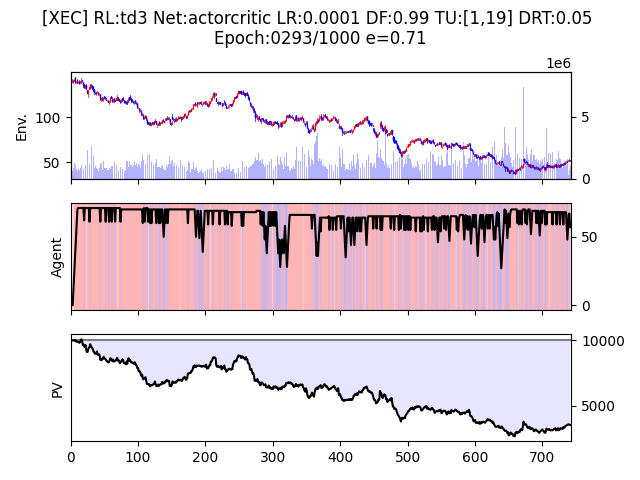 [XEC] RL:td3 Net:actorcritic LR:0.0001 DF:0.99 TU:[1,19] DRT:0.05
Epoch:0293/1000 e=0.71
1e6
Env.
100
50
5
0
Agent
50
0
PV
10000
5000
0 100 200 300 400 500 600 700